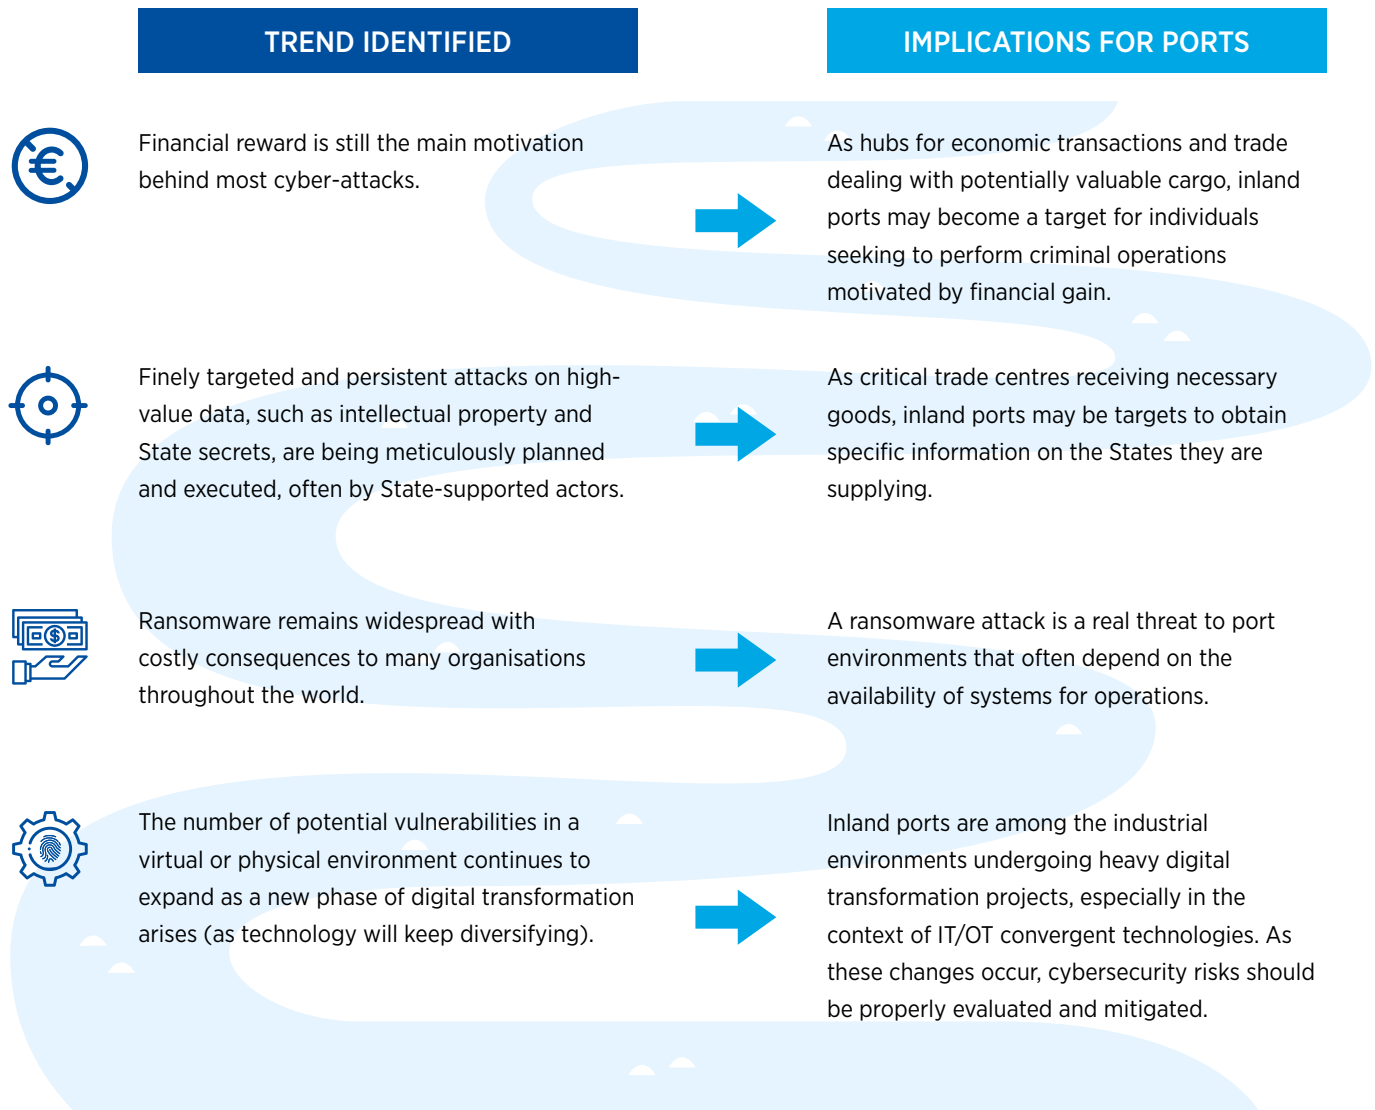 TREND IDENTIFIED
IMPLICATIONS FOR PORTS
€
Financial reward is still the main motivation
behind most cyber-attacks.
As hubs for economic transactions and trade
dealing with potentially valuable cargo, inland
ports may become a target for individuals
seeking to perform criminal operations
motivated by financial gain.
Finely targeted and persistent attacks on high-
value data, such as intellectual property and
State secrets, are being meticulously planned
and executed, often by State-supported actors.
As critical trade centres receiving necessary
goods, inland ports may be targets to obtain
specific information on the States they are
supplying.
$
Ransomware remains widespread with
costly consequences to many organisations
throughout the world.
A ransomware attack is a real threat to port
environments that often depend on the
availability of systems for operations.
The number of potential vulnerabilities in a
virtual or physical environment continues to
expand as a new phase of digital transformation
arises (as technology will keep diversifying).
Inland ports are among the industrial
environments undergoing heavy digital
transformation projects, especially in the
context of IT/OT convergent technologies. As
these changes occur, cybersecurity risks should
be properly evaluated and mitigated.